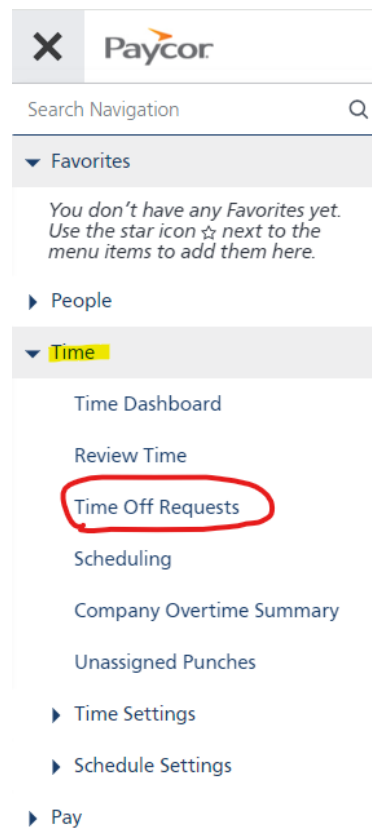 Paycor
Search Navigation
Favorites
You don't have any Favorites yet.
Use the star icon ☆ next to the
menu items to add them here.
People
Time
Time Dashboard
Review Time
Time Off Requests
Scheduling
Company Overtime Summary
Unassigned Punches
Time Settings
Schedule Settings
Pay